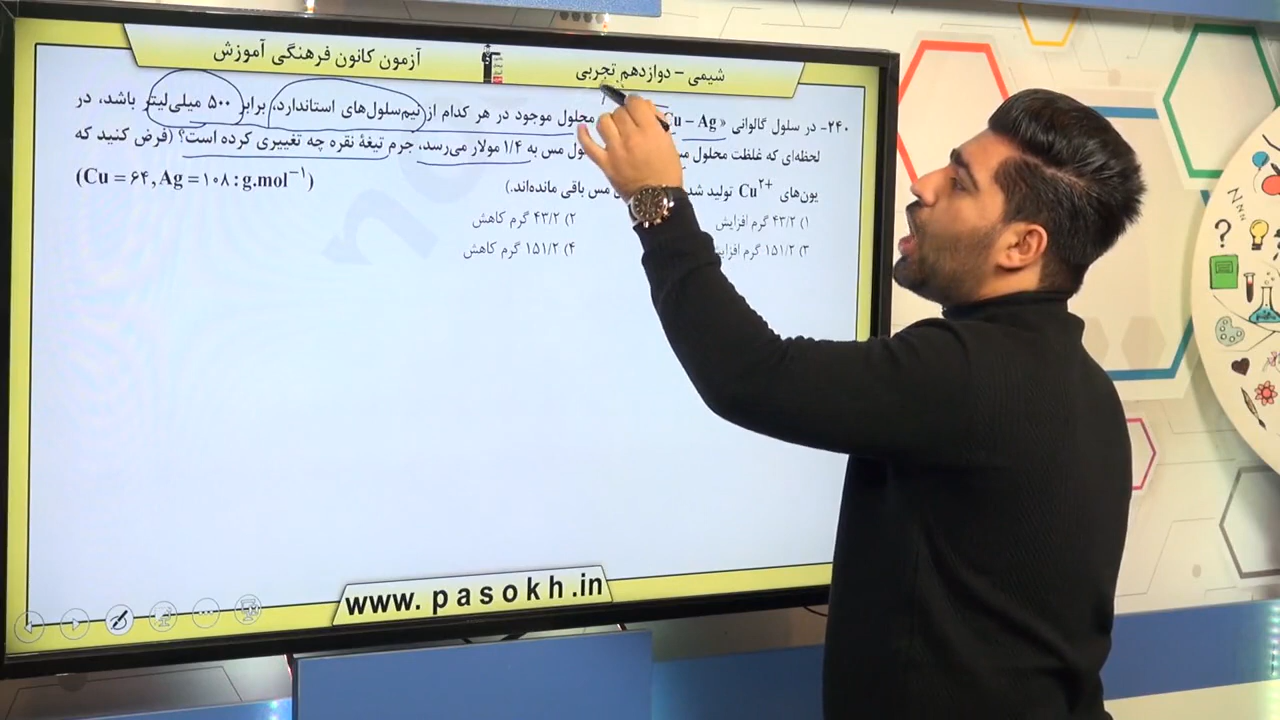 شیمی – دوازدهم تجربی
آزمون کانون فرهنگی آموزش
۲۴۰- در سلول گالوانی «Cu – Ag محلول موجود در هر کدام از نیم‌سلول‌های استاندارد، برابر ۵۰۰ میلی‌لیتر باشد، در
لحظه‌ای که غلظت محلول مس به ۱/۴ مولار می‌رسد، جرم تیغهٔ نقره چه تغییری کرده است؟ (فرض کنید که
یون‌های Cu²⁺ تولید مس باقی مانده‌اند.) (Cu = ۶۴, Ag = ۱۰۸ : g.mol⁻¹)
۱) ۴۳/۲ گرم افزایش ۲) ۴۳/۲ گرم کاهش
۳) ۱۵۱/۲ گرم ۴) ۱۵۱/۲ گرم کاهش
www.pasokh.in